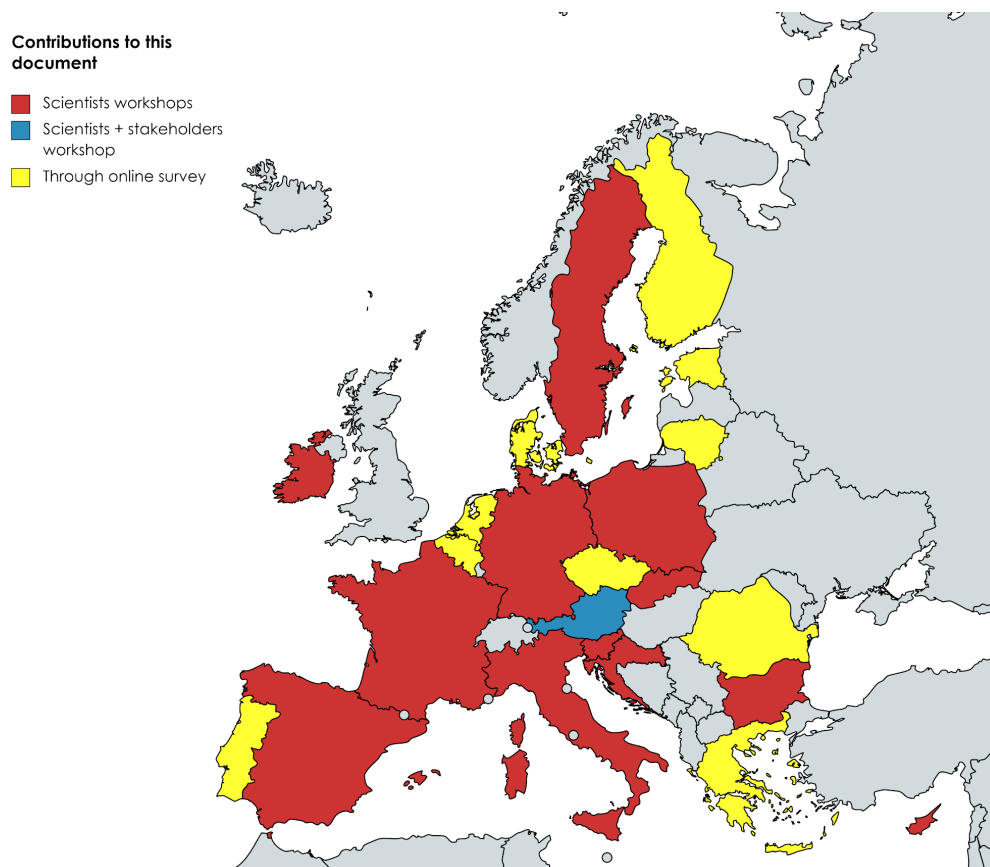 Contributions to this
document
Scientists workshops
Scientists + stakeholders
workshop
Through online survey